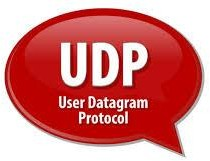 UDP
User Datagram
Protocol